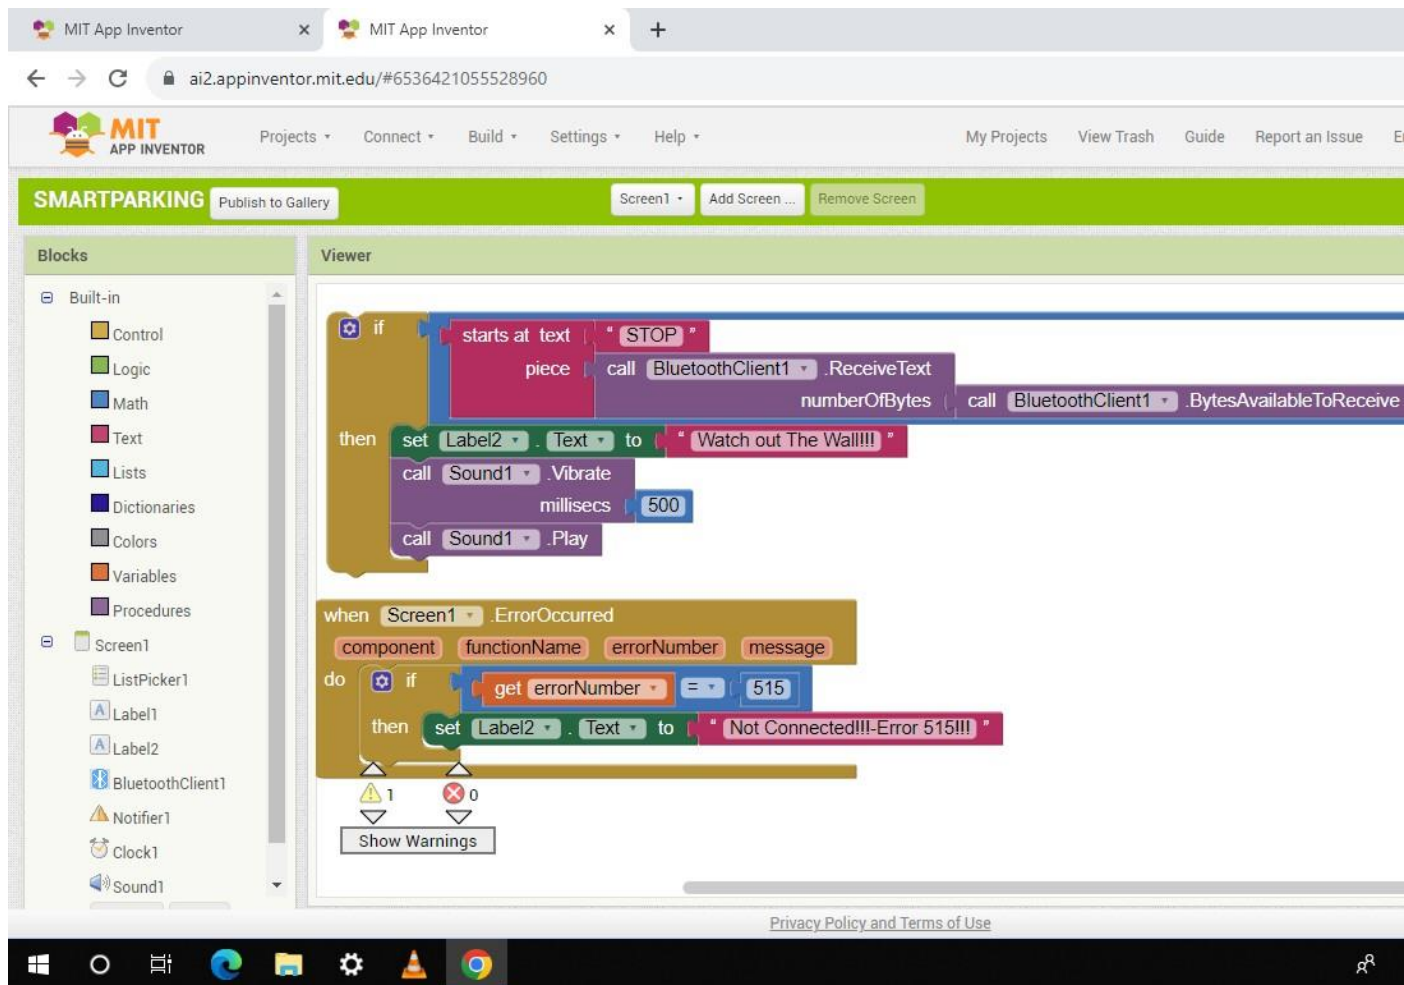 MIT App Inventor
MIT App Inventor
ai2.appinventor.mit.edu/#6536421055528960
MIT
APP INVENTOR
Projects Connect Build Settings Help My Projects View Trash Guide Report an Issue
SMARTPARKING Publish to Gallery Screen1 Add Screen ... Remove Screen
Blocks
Viewer
Built-in
Control
Logic
Math
Text
Lists
Dictionaries
Colors
Variables
Procedures
Screen1
ListPicker1
Label1
Label2
BluetoothClient1
Notifier1
Clock1
Sound1
if starts at text " STOP "
piece call BluetoothClient1 .ReceiveText
numberOfBytes call BluetoothClient1 .BytesAvailableToReceive
then set Label2 . Text to " Watch out The Wall!!! "
call Sound1 .Vibrate
millisecs 500
call Sound1 .Play
when Screen1 .ErrorOccurred
component functionName errorNumber message
do if get errorNumber = 515
then set Label2 . Text to " Not Connected!!!-Error 515!!! "
1 0
Show Warnings
Privacy Policy and Terms of Use